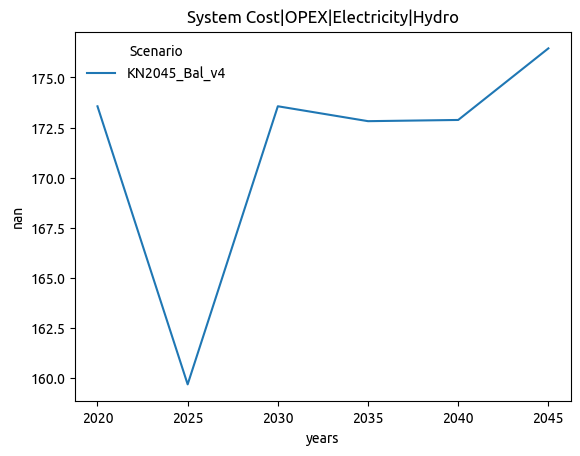 System Cost|OPEX|Electricity|Hydro
Scenario
KN2045_Bal_v4
175.0
172.5
170.0
167.5
165.0
162.5
160.0
nan
2020 2025 2030 2035 2040 2045
years